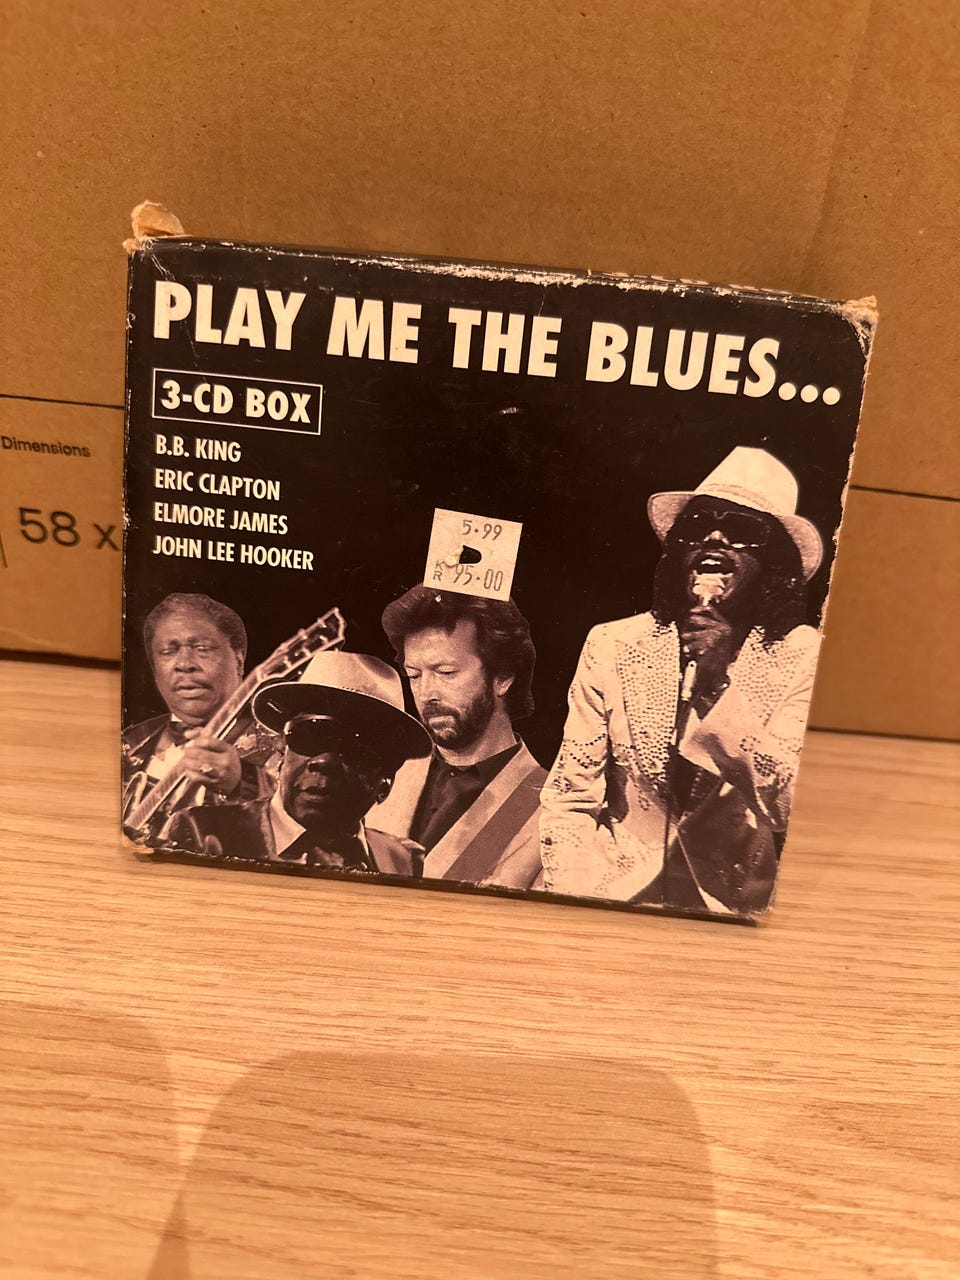 PLAY ME THE BLUES...
3-CD BOX
B.B. KING
ERIC CLAPTON
ELMORE JAMES
JOHN LEE HOOKER
5.99
KR 95.00
Dimensions
58 x